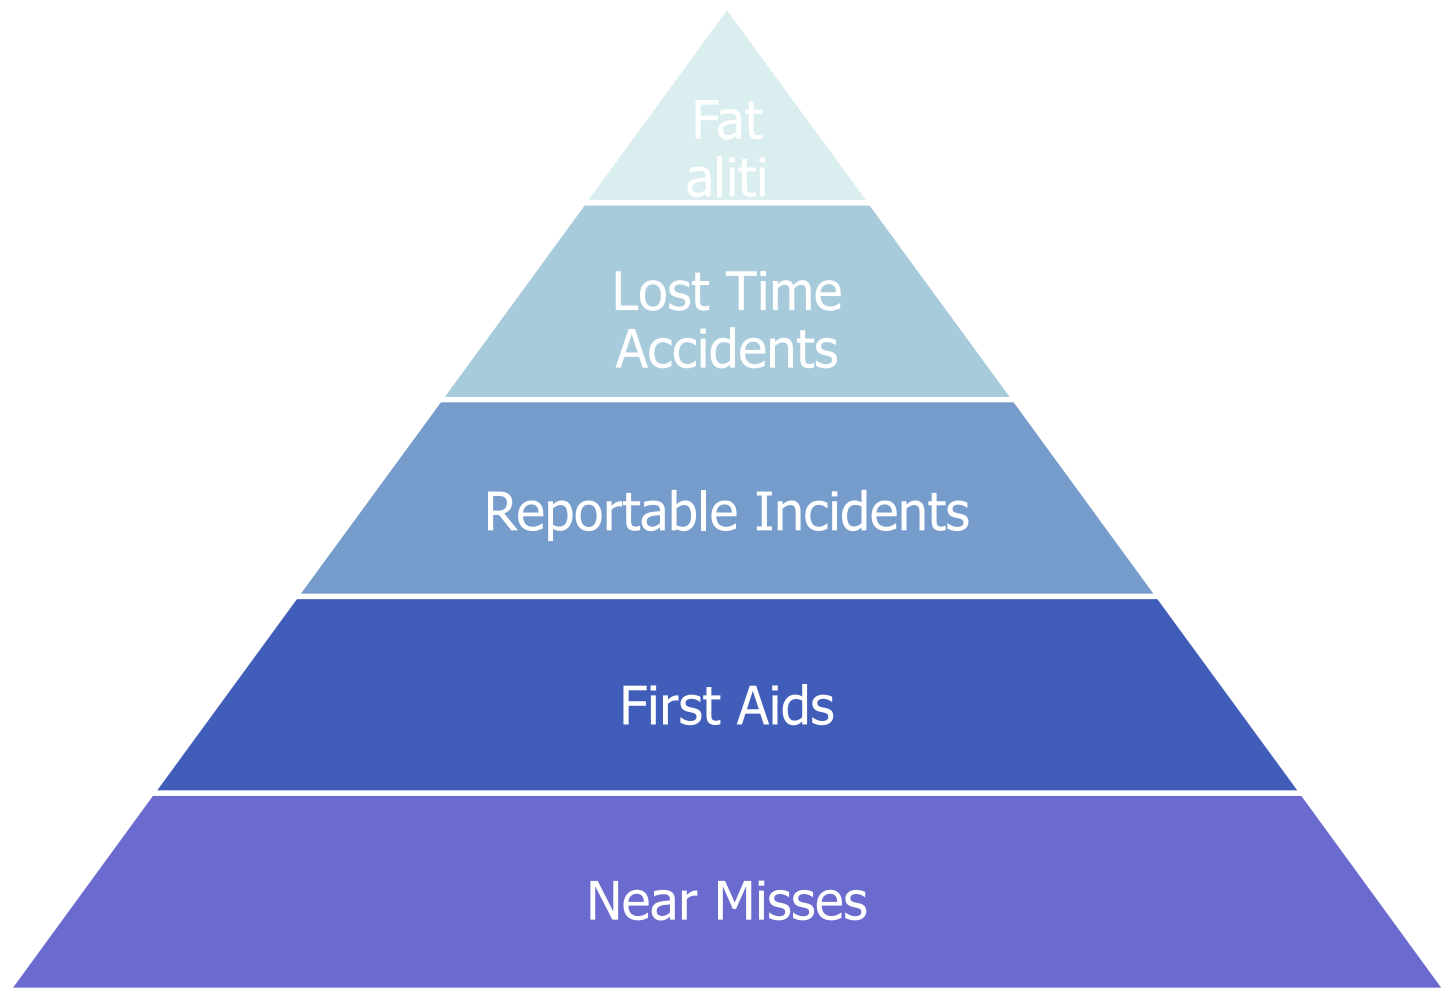 Fat
aliti
Lost Time
Accidents
Reportable Incidents
First Aids
Near Misses